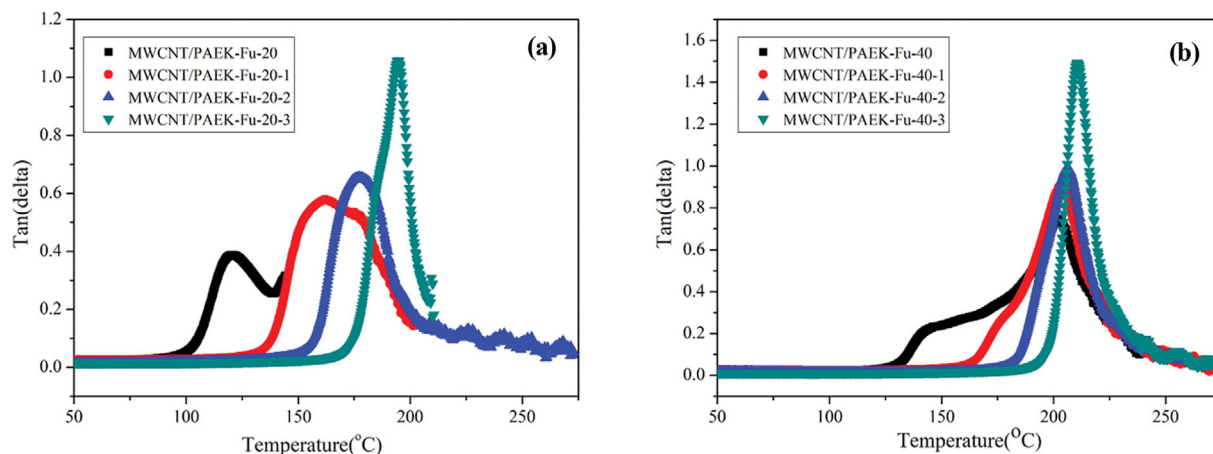 (a)
MWCNT/PAEK-Fu-20
MWCNT/PAEK-Fu-20-1
MWCNT/PAEK-Fu-20-2
MWCNT/PAEK-Fu-20-3
Tan(delta)
1.2
1.0
0.8
0.6
0.4
0.2
0.0
50 100 150 200 250
Temperature(°C)
(b)
MWCNT/PAEK-Fu-40
MWCNT/PAEK-Fu-40-1
MWCNT/PAEK-Fu-40-2
MWCNT/PAEK-Fu-40-3
Tan(delta)
1.6
1.4
1.2
1.0
0.8
0.6
0.4
0.2
0.0
50 100 150 200 250
Temperature(°C)